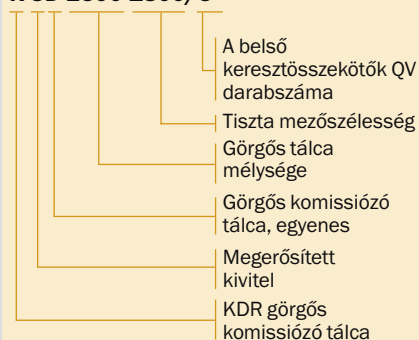 A belső
keresztösszekötők QV
darabszáma
Tiszta mezőszélesség
Görgős tálca
mélysége
Görgős komissiózó
tálca, egyenes
Megerősített
kivitel
KDR görgős
komissiózó tálca